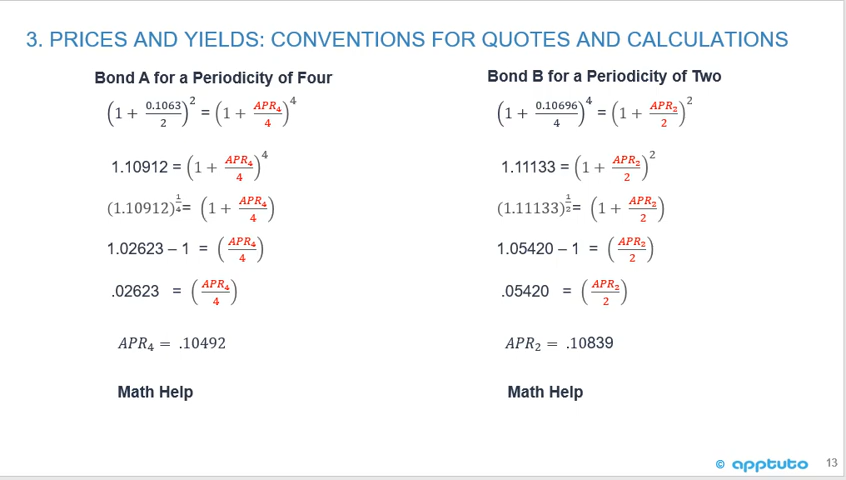 3. PRICES AND YIELDS: CONVENTIONS FOR QUOTES AND CALCULATIONS
Bond A for a Periodicity of Four
(1 + 0.1063/2)^2 = (1 + APR₄/4)^4
1.10912 = (1 + APR₄/4)^4
(1.10912)^(1/4) = (1 + APR₄/4)
1.02623 – 1 = (APR₄/4)
.02623 = (APR₄/4)
APR₄ = .10492
Math Help
Bond B for a Periodicity of Two
(1 + 0.10696/4)^4 = (1 + APR₂/2)^2
1.11133 = (1 + APR₂/2)^2
(1.11133)^(1/2) = (1 + APR₂/2)
1.05420 – 1 = (APR₂/2)
.05420 = (APR₂/2)
APR₂ = .10839
Math Help
© apptuto 13